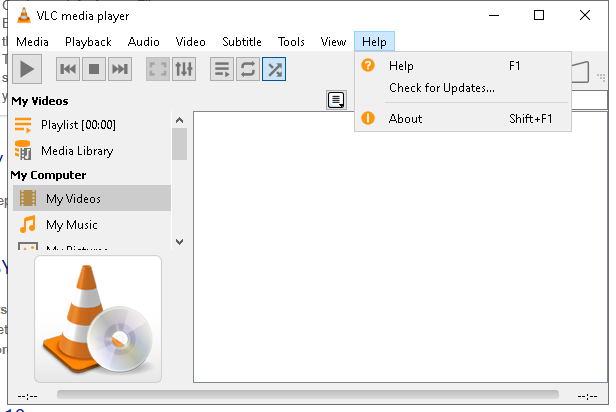 VLC media player
Media Playback Audio Video Subtitle Tools View Help
Help F1
Check for Updates...
About Shift+F1
My Videos
Playlist [00:00]
Media Library
My Computer
My Videos
My Music
My Pictures
--:-- --:--